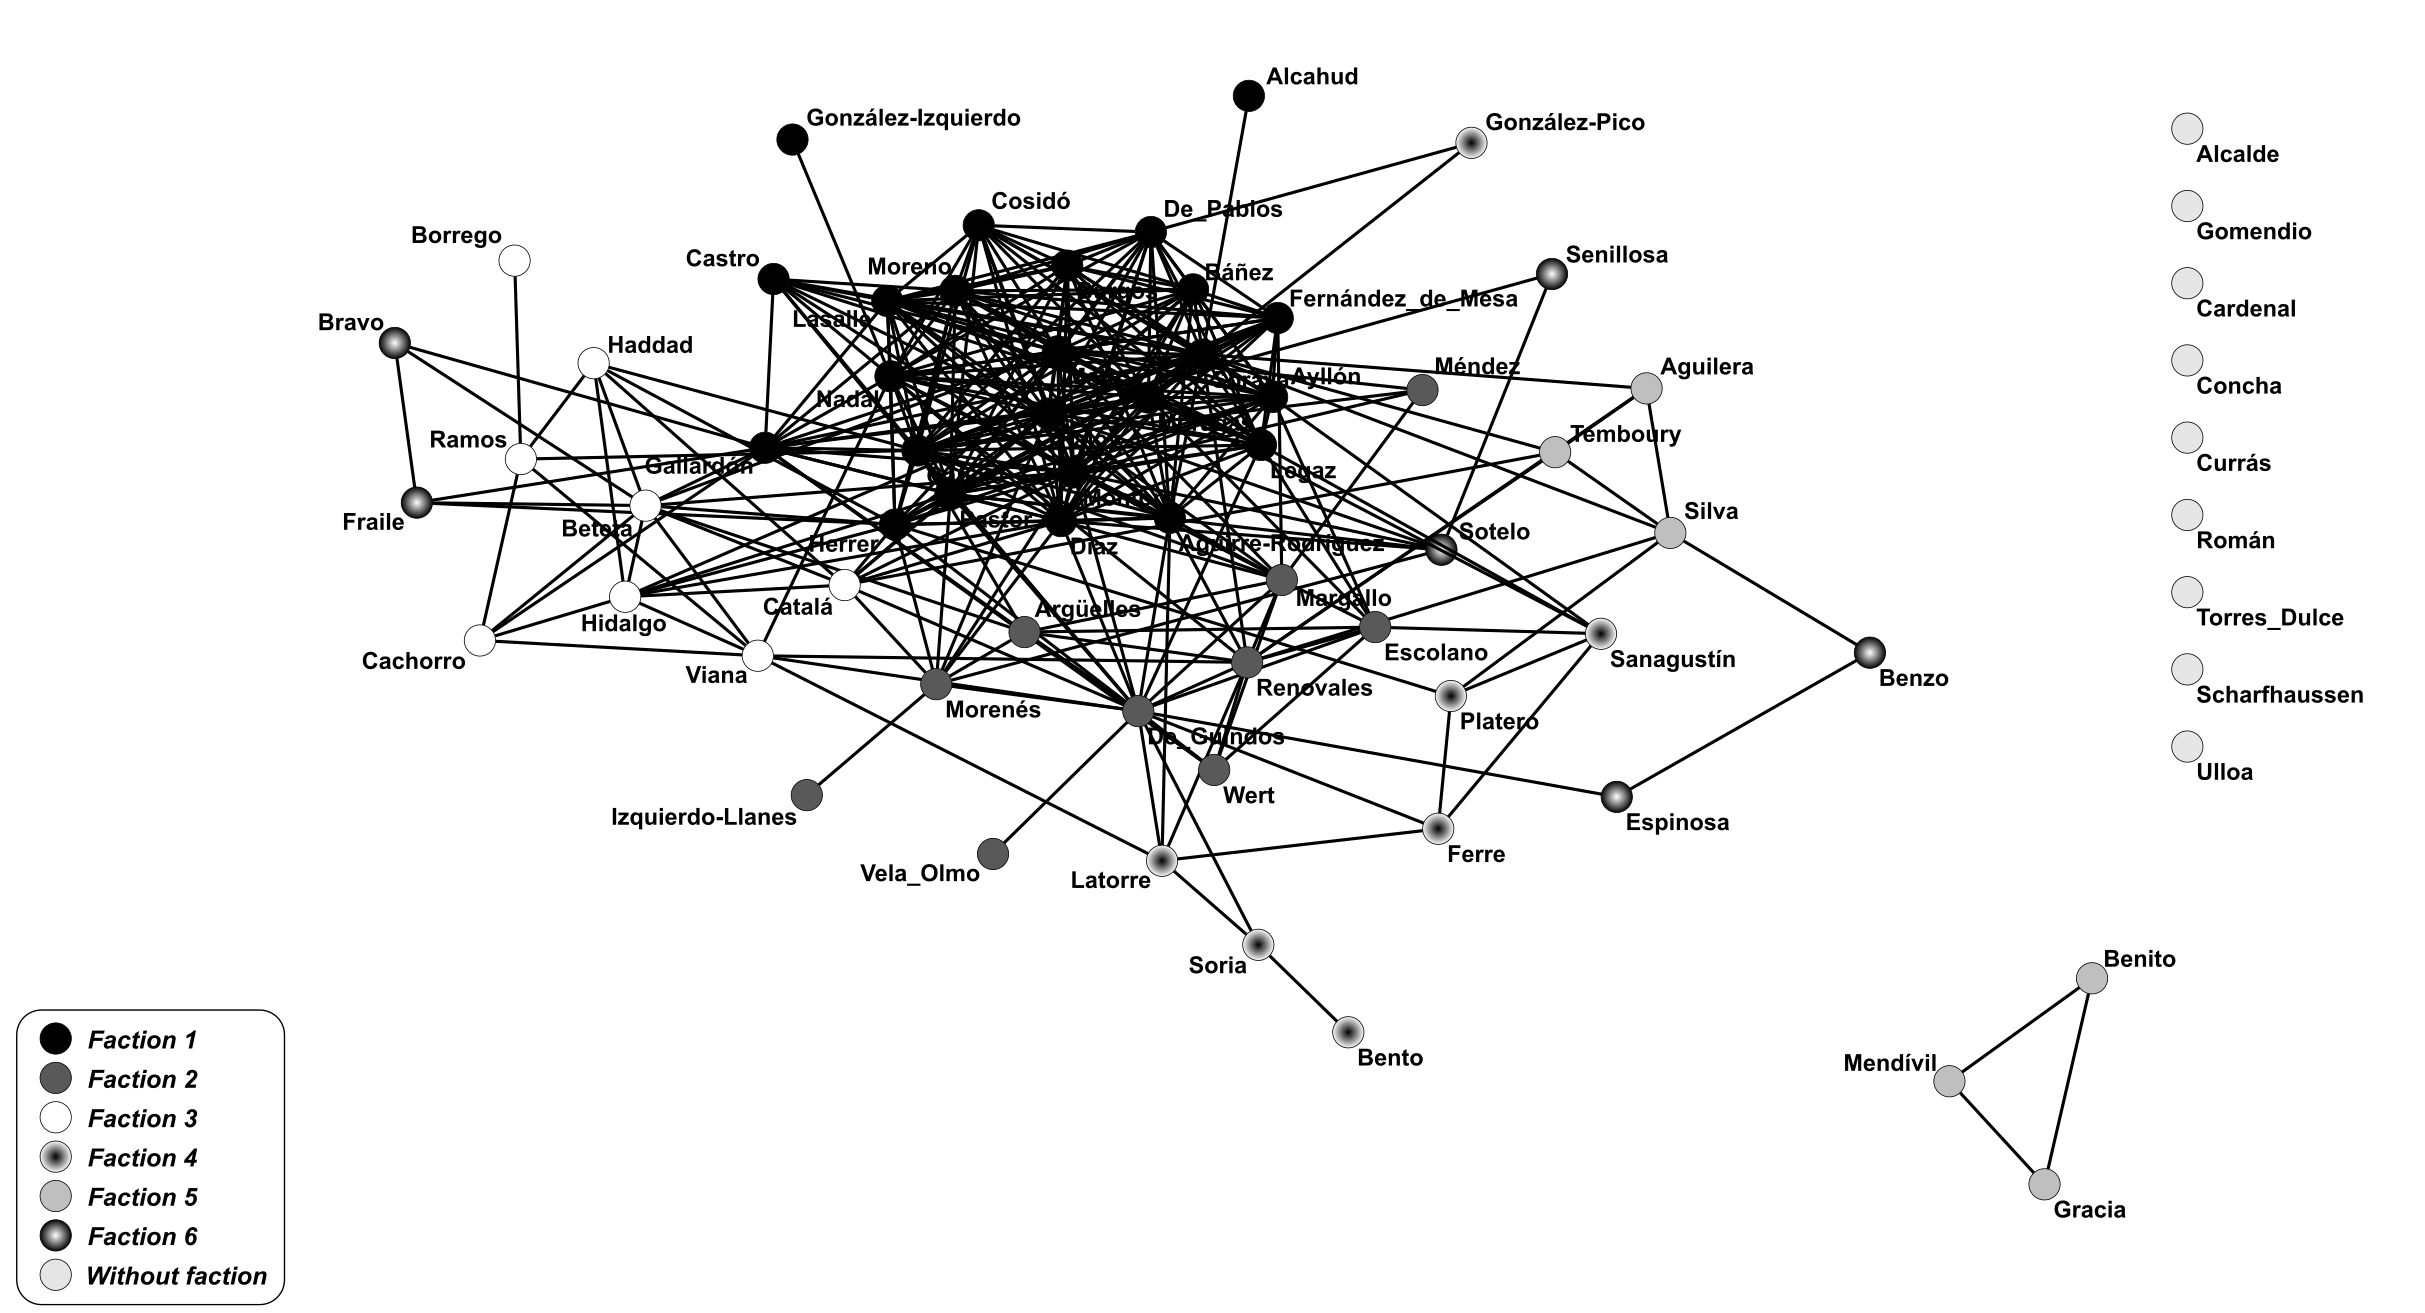 Alcahud
González-Izquierdo
González-Pico
Alcalde
Cosidó
De_Pablos
Borrego
Gomendio
Castro
Moreno
Báñez
Senillosa
Fernández_de_Mesa
Cardenal
Lasalle
Bravo
Haddad
Méndez
Aguilera
Ayllón
Concha
Nadal
Ramos
Temboury
Gallardón
Logaz
Currás
Fraile
Beteta
Pastor
Silva
Herrer
Díaz
Aguirre-Rodríguez
Sotelo
Román
Catalá
Argüelles
Margallo
Hidalgo
Torres_Dulce
Cachorro
Viana
Escolano
Sanagustín
Renovales
Benzo
Scharfhaussen
Morenés
Platero
De_Guindos
Ulloa
Wert
Izquierdo-Llanes
Espinosa
Ferre
Vela_Olmo
Latorre
Soria
Benito
Bento
Mendívil
Gracia
Faction 1
Faction 2
Faction 3
Faction 4
Faction 5
Faction 6
Without faction